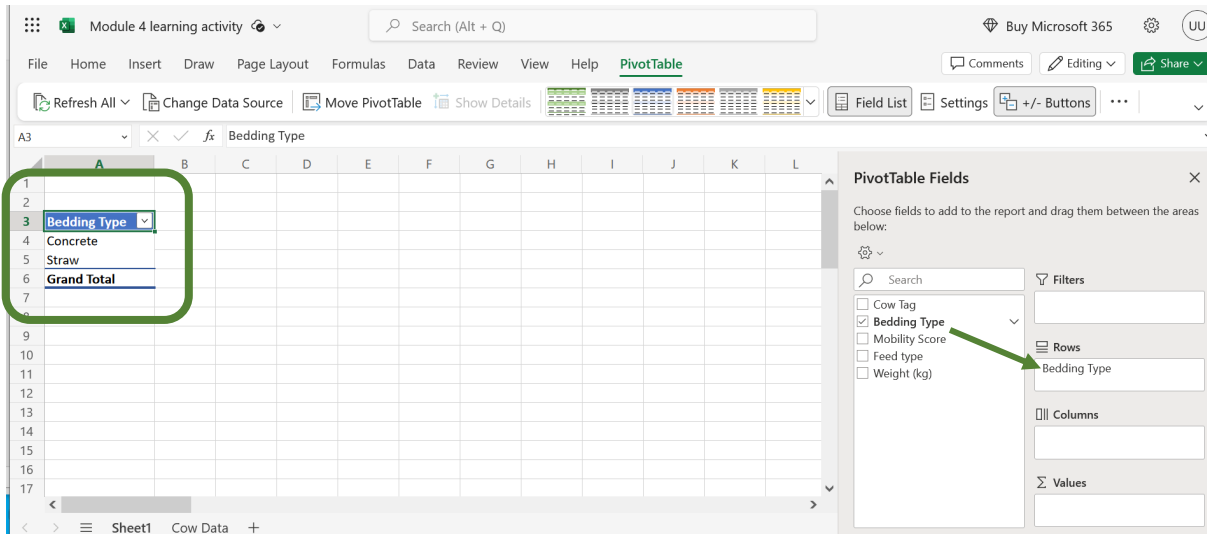 Module 4 learning activity
Search (Alt + Q)
Buy Microsoft 365
UU
File Home Insert Draw Page Layout Formulas Data Review View Help PivotTable
Comments Editing Share
Refresh All Change Data Source Move PivotTable Show Details Field List Settings +/- Buttons
A3 fx Bedding Type
A B C D E F G H I J K L
1
2
3 Bedding Type
4 Concrete
5 Straw
6 Grand Total
7
8
9
10
11
12
13
14
15
16
17
Sheet1 Cow Data
PivotTable Fields
Choose fields to add to the report and drag them between the areas
below:
Search
Cow Tag
Bedding Type
Mobility Score
Feed type
Weight (kg)
Filters
Rows
Bedding Type
Columns
Values